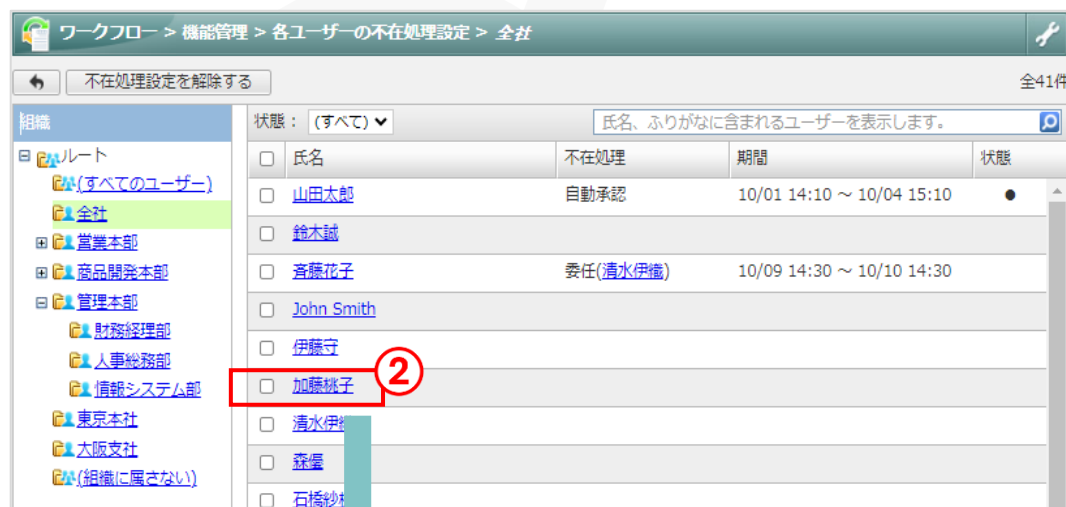 ワークフロー > 機能管理 > 各ユーザーの不在処理設定 > 全社
不在処理設定を解除する
全41件
組織
状態： (すべて)
氏名、ふりがなに含まれるユーザーを表示します。
ルート
(すべてのユーザー)
全社
営業本部
商品開発本部
管理本部
財務経理部
人事総務部
情報システム部
東京本社
大阪支社
(組織に属さない)
氏名 不在処理 期間 状態
山田太郎 自動承認 10/01 14:10 ～ 10/04 15:10 ●
鈴木誠
斉藤花子 委任(清水伊織) 10/09 14:30 ～ 10/10 14:30
John Smith
伊藤守
加藤桃子
②
清水伊
森優
石橋紗